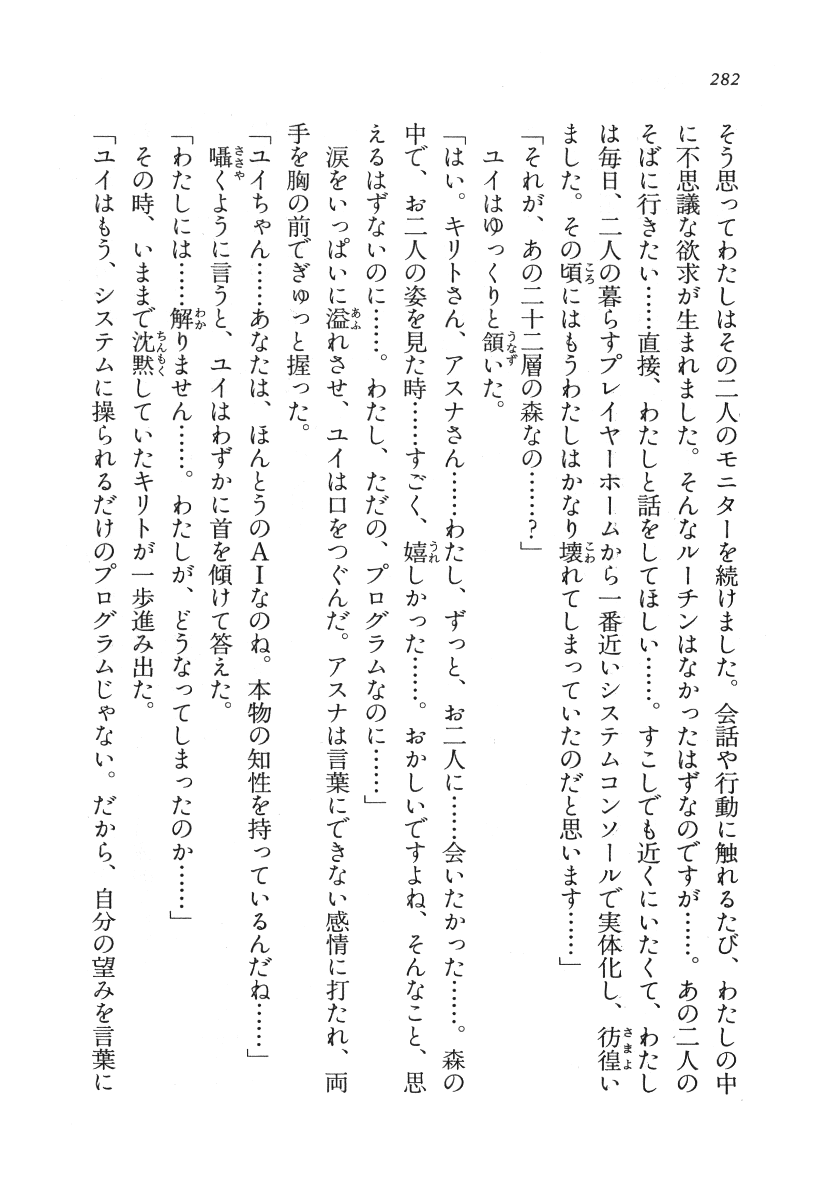 282
そう思ってわたしはその二人のモニターを続けました。会話や行動に触れるたび、わたしの中
に不思議な欲求が生まれました。そんなルーチンはなかったはずなのですが……。あの二人の
そばに行きたい……直接、わたしと話をしてほしい……。すこしでも近くにいたくて、わたし
は毎日、二人の暮らすプレイヤーホームから一番近いシステムコンソールで実体化し、彷徨い
ました。その頃にはもうわたしはかなり壊れてしまっていたのだと思います……」
「それが、あの二十二層の森なの……？」
ユイはゆっくりと頷いた。
「はい。キリトさん、アスナさん……わたし、ずっと、お二人に……会いたかった……。森の
中で、お二人の姿を見た時……すごく、嬉しかった……。おかしいですよね、そんなこと、思
えるはずないのに……。わたし、ただの、プログラムなのに……」
涙をいっぱいに溢れさせ、ユイは口をつぐんだ。アスナは言葉にできない感情に打たれ、両
手を胸の前でぎゅっと握った。
「ユイちゃん……あなたは、ほんとうのAIなのね。本物の知性を持っているんだね……」
囁くように言うと、ユイはわずかに首を傾けて答えた。
「わたしには……解りません……。わたしが、どうなってしまったのか……」
その時、いままで沈黙していたキリトが一歩進み出た。
「ユイはもう、システムに操られるだけのプログラムじゃない。だから、自分の望みを言葉に